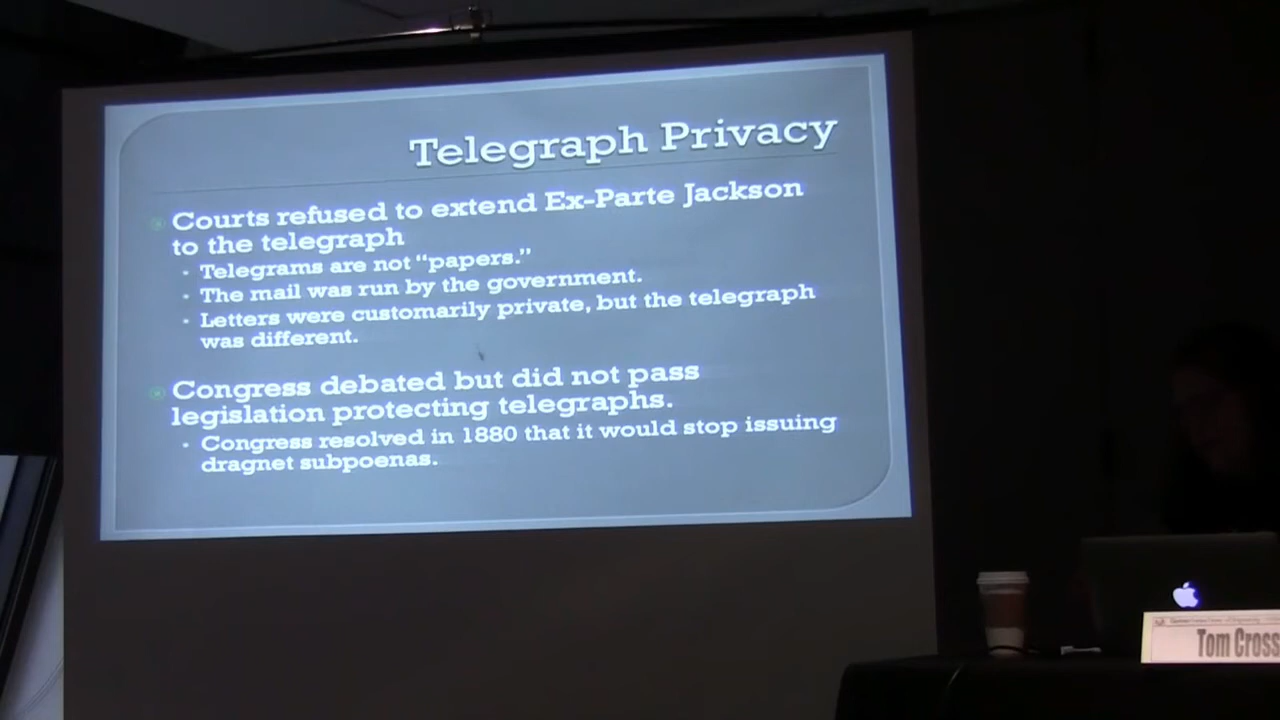 Telegraph Privacy
Courts refused to extend Ex-Parte Jackson
to the telegraph
Telegrams are not “papers.”
The mail was run by the government.
Letters were customarily private, but the telegraph
was different.
Congress debated but did not pass
legislation protecting telegraphs.
Congress resolved in 1880 that it would stop issuing
dragnet subpoenas.
Tom Cross